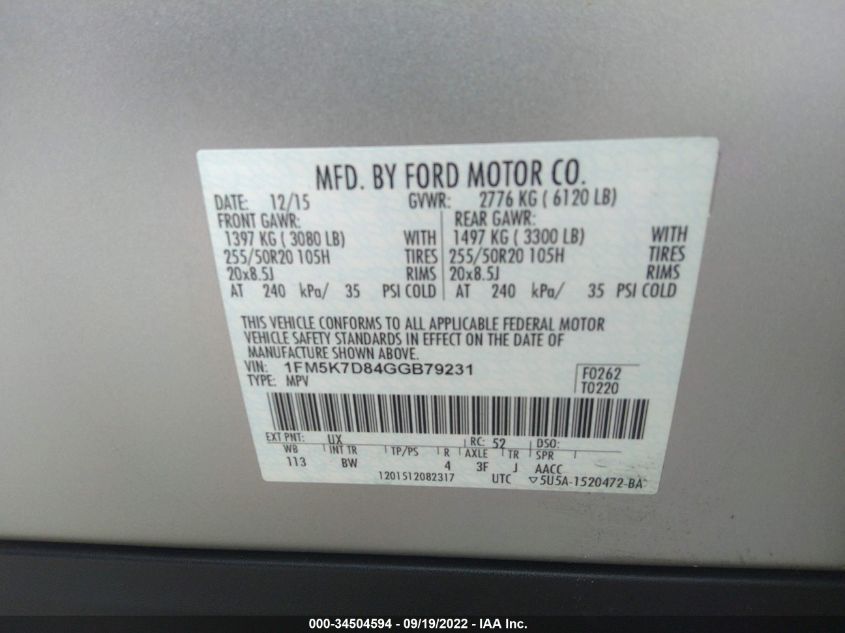 MFD. BY FORD MOTOR CO.
DATE: 12/15 GVWR: 2776 KG ( 6120 LB)
FRONT GAWR: REAR GAWR:
1397 KG ( 3080 LB) WITH 1497 KG ( 3300 LB) WITH
255/50R20 105H TIRES 255/50R20 105H TIRES
20x8.5J RIMS 20x8.5J RIMS
AT 240 kPa/ 35 PSI COLD AT 240 kPa/ 35 PSI COLD
THIS VEHICLE CONFORMS TO ALL APPLICABLE FEDERAL MOTOR
VEHICLE SAFETY STANDARDS IN EFFECT ON THE DATE OF
MANUFACTURE SHOWN ABOVE.
VIN: 1FM5K7D84GGB79231 F0262
TYPE: MPV T0220
EXT PNT: UX RC: 52 DSO:
WB INT TR TP/PS R AXLE TR SPR
113 BW 4 3F J AACC
1201512082317 UTC ▽5U5A-1520472-BA
000-34504594 - 09/19/2022 - IAA Inc.